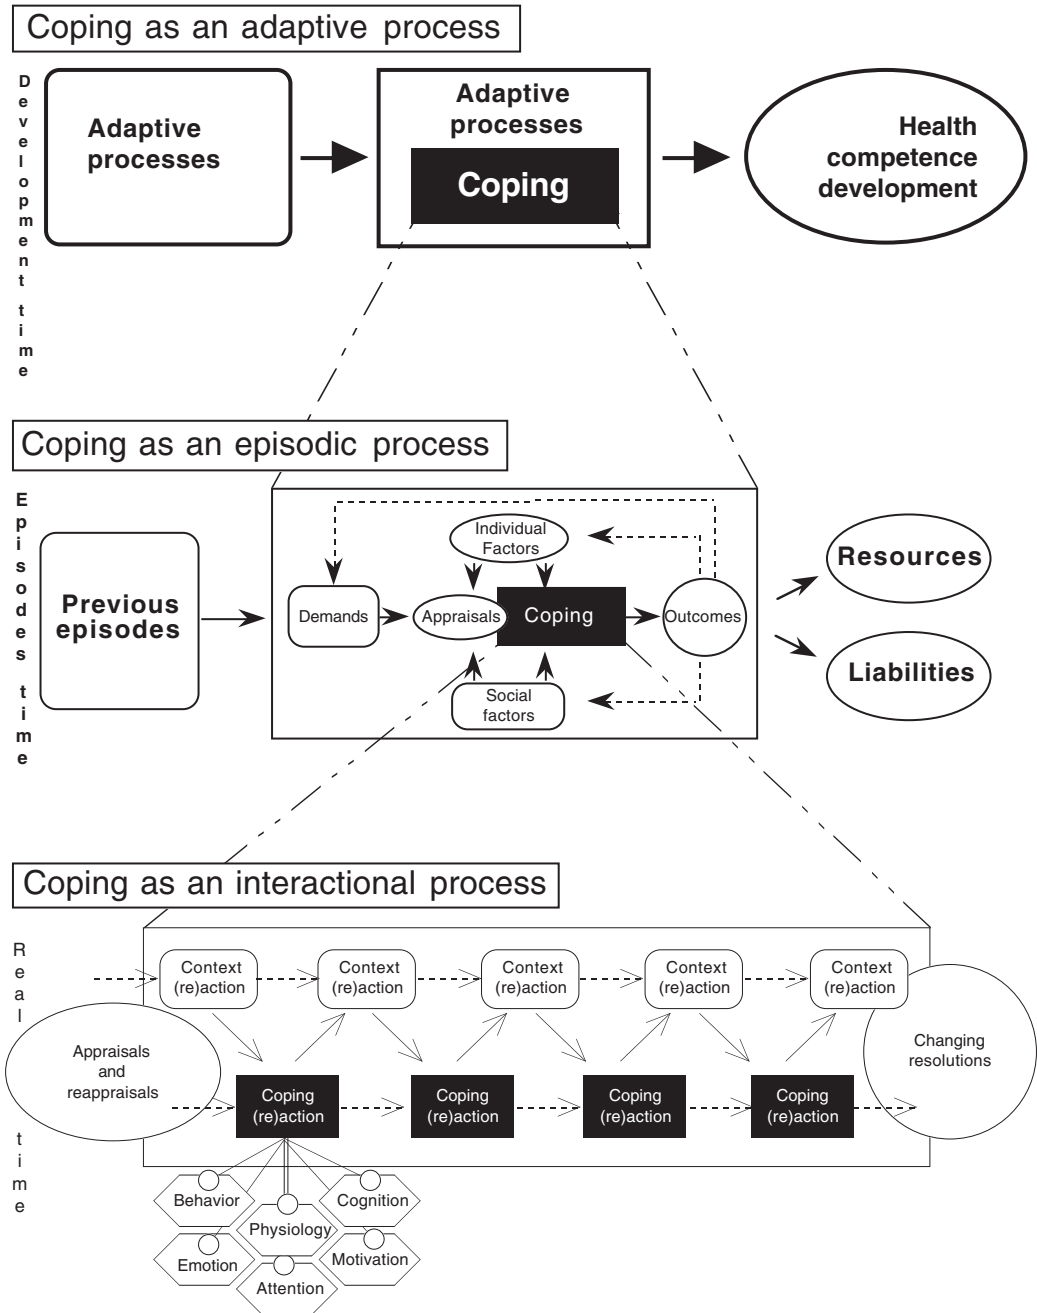 Coping as an adaptive process
Development time
Adaptive
processes
Adaptive
processes
Coping
Health
competence
development
Coping as an episodic process
Episodes time
Previous
episodes
Individual
Factors
Demands
Appraisals
Coping
Outcomes
Social
factors
Resources
Liabilities
Coping as an interactional process
Real time
Context
(re)action
Context
(re)action
Context
(re)action
Context
(re)action
Context
(re)action
Appraisals
and
reappraisals
Changing
resolutions
Coping
(re)action
Coping
(re)action
Coping
(re)action
Coping
(re)action
Behavior
Cognition
Physiology
Emotion
Motivation
Attention